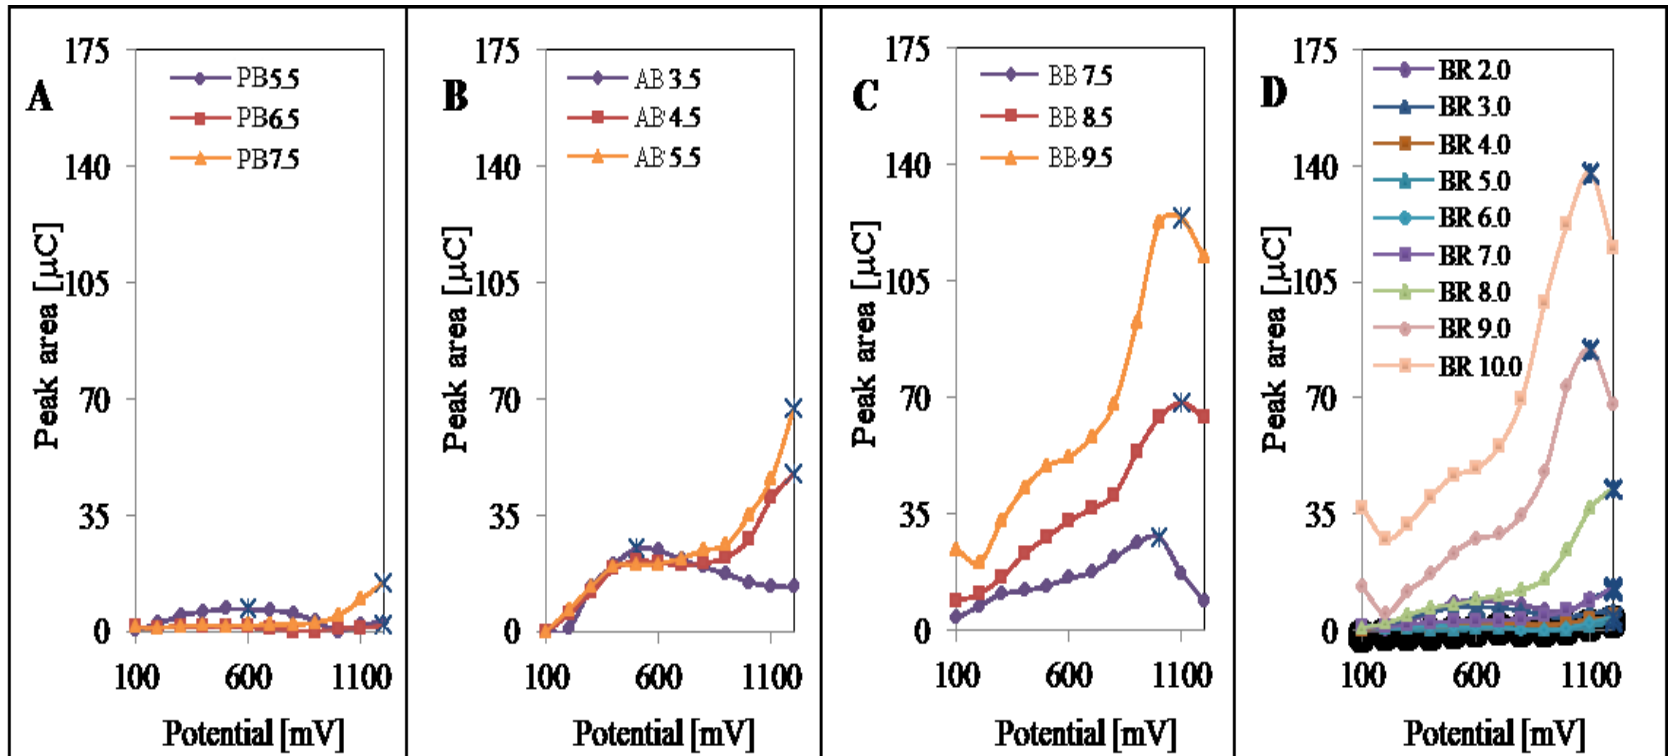 A
Peak area [µC]
175
140
105
70
35
0
PB5.5
PB6.5
PB7.5
100 600 1100
Potential [mV]
B
Peak area [µC]
175
140
105
70
35
0
AB 3.5
AB 4.5
AB 5.5
100 600 1100
Potential [mV]
C
Peak area [µC]
175
140
105
70
35
0
BB 7.5
BB 8.5
BB 9.5
100 600 1100
Potential [mV]
D
Peak area [µC]
175
140
105
70
35
0
BR 2.0
BR 3.0
BR 4.0
BR 5.0
BR 6.0
BR 7.0
BR 8.0
BR 9.0
BR 10.0
100 600 1100
Potential [mV]